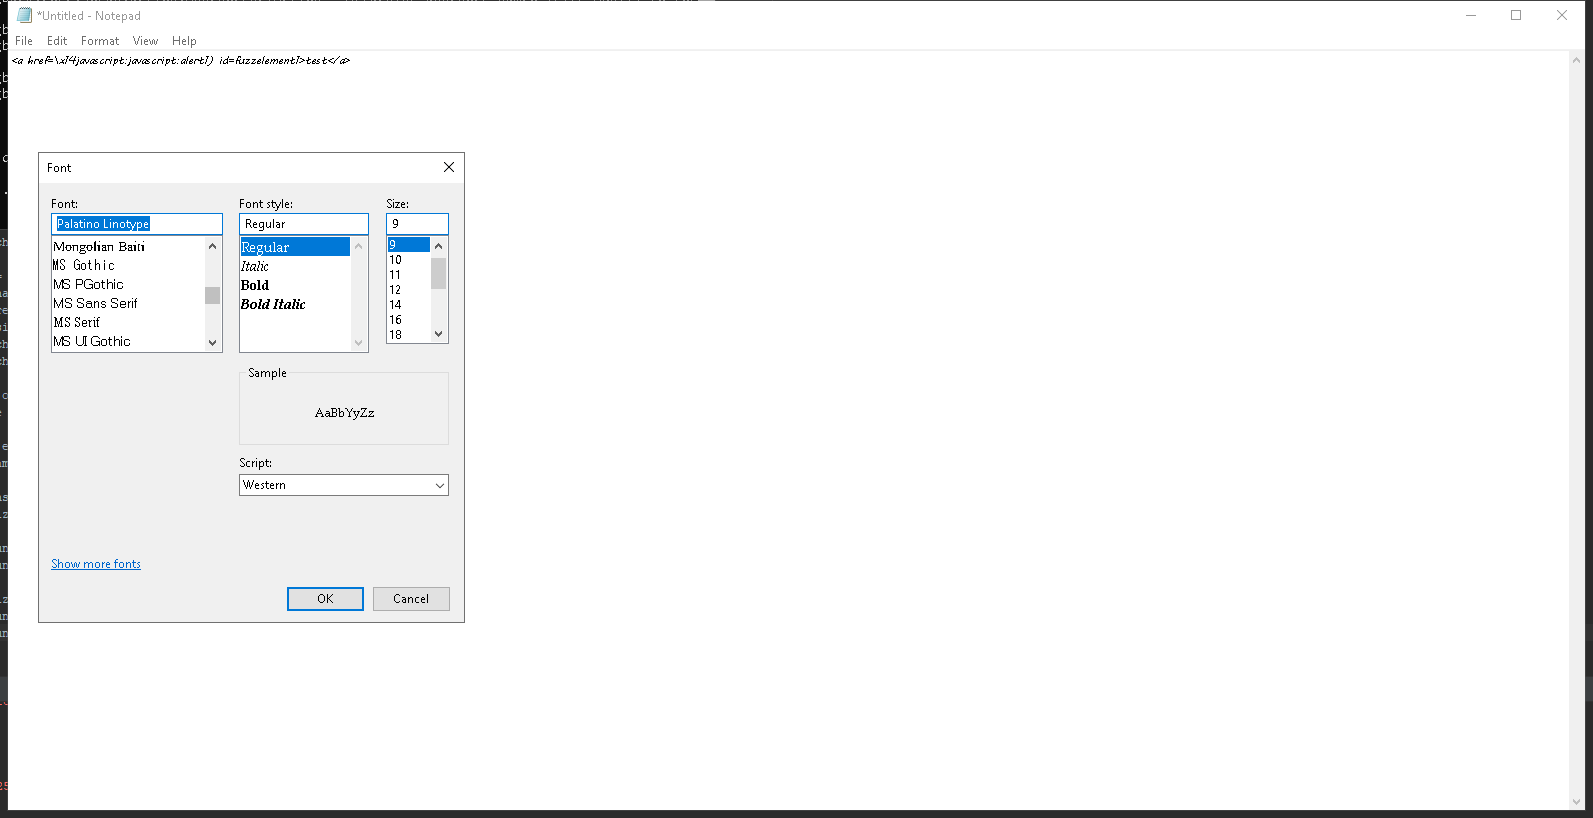 *Untitled - Notepad
File Edit Format View Help
<a href=\x14javascript:javascript:alert1) id=fuzzelement1>test</a>
Font
Font:
Palatino Linotype
Mongolian Baiti
MS Gothic
MS PGothic
MS Sans Serif
MS Serif
MS UI Gothic
Font style:
Regular
Regular
Italic
Bold
Bold Italic
Size:
9
9
10
11
12
14
16
18
Sample
AaBbYyZz
Script:
Western
Show more fonts
OK Cancel